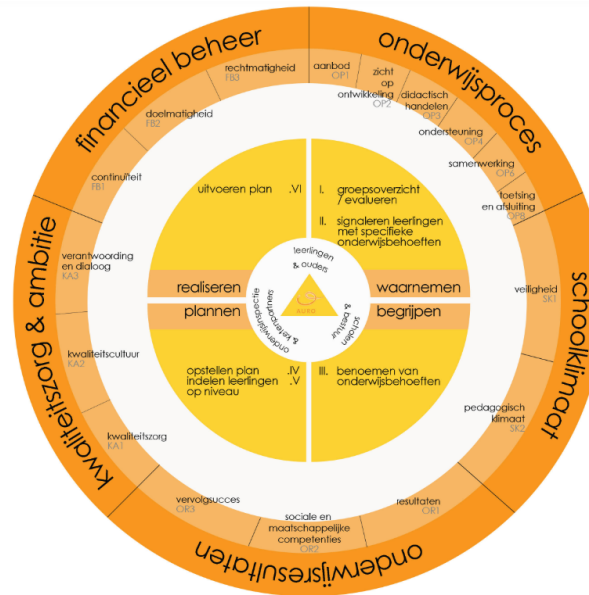 financieel beheer
onderwijsproces
schoolklimaat
onderwijsresultaten
kwaliteitszorg & ambitie
rechtmatigheid
FB3
doelmatigheid
FB2
continuïteit
FB1
aanbod
OP1
zicht
op
ontwikkeling
OP2
didactisch
handelen
OP3
ondersteuning
OP4
samenwerking
OP6
toetsing
en afsluiting
OP8
veiligheid
SK1
pedagogisch
klimaat
SK2
resultaten
OR1
sociale en
maatschappelijke
competenties
OR2
vervolgsucces
OR3
kwaliteitszorg
KA1
kwaliteitscultuur
KA2
verantwoording
en dialoog
KA3
uitvoeren plan .VI
I. groepsoverzicht
/ evalueren
II. signaleren leerlingen
met specifieke
onderwijsbehoeften
realiseren
waarnemen
plannen
begrijpen
opstellen plan .IV
indelen leerlingen .V
op niveau
III. benoemen van
onderwijsbehoeften
leerlingen
& ouders
scholen
& bestuur
onderwijsinspectie
& ketenpartners
BURO